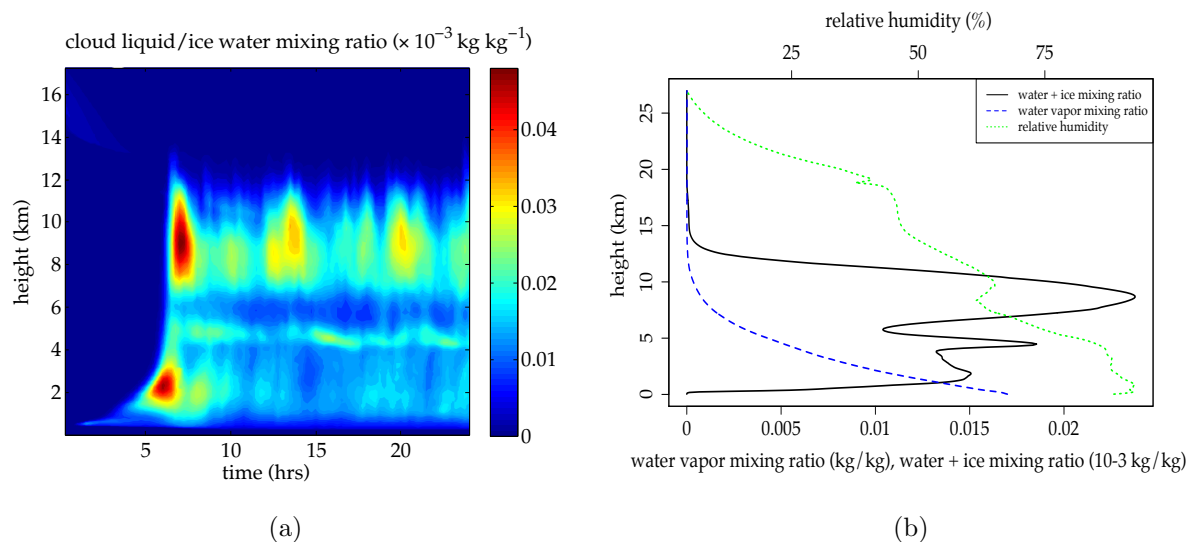 cloud liquid/ice water mixing ratio (× 10⁻³ kg kg⁻¹)
16
14
12
10
8
6
4
2
height (km)
5
10
15
20
time (hrs)
0.04
0.03
0.02
0.01
0
(a)
relative humidity (%)
25
50
75
water + ice mixing ratio
water vapor mixing ratio
relative humidity
25
20
15
10
5
0
height (km)
0
0.005
0.01
0.015
0.02
water vapor mixing ratio (kg/kg), water + ice mixing ratio (10-3 kg/kg)
(b)